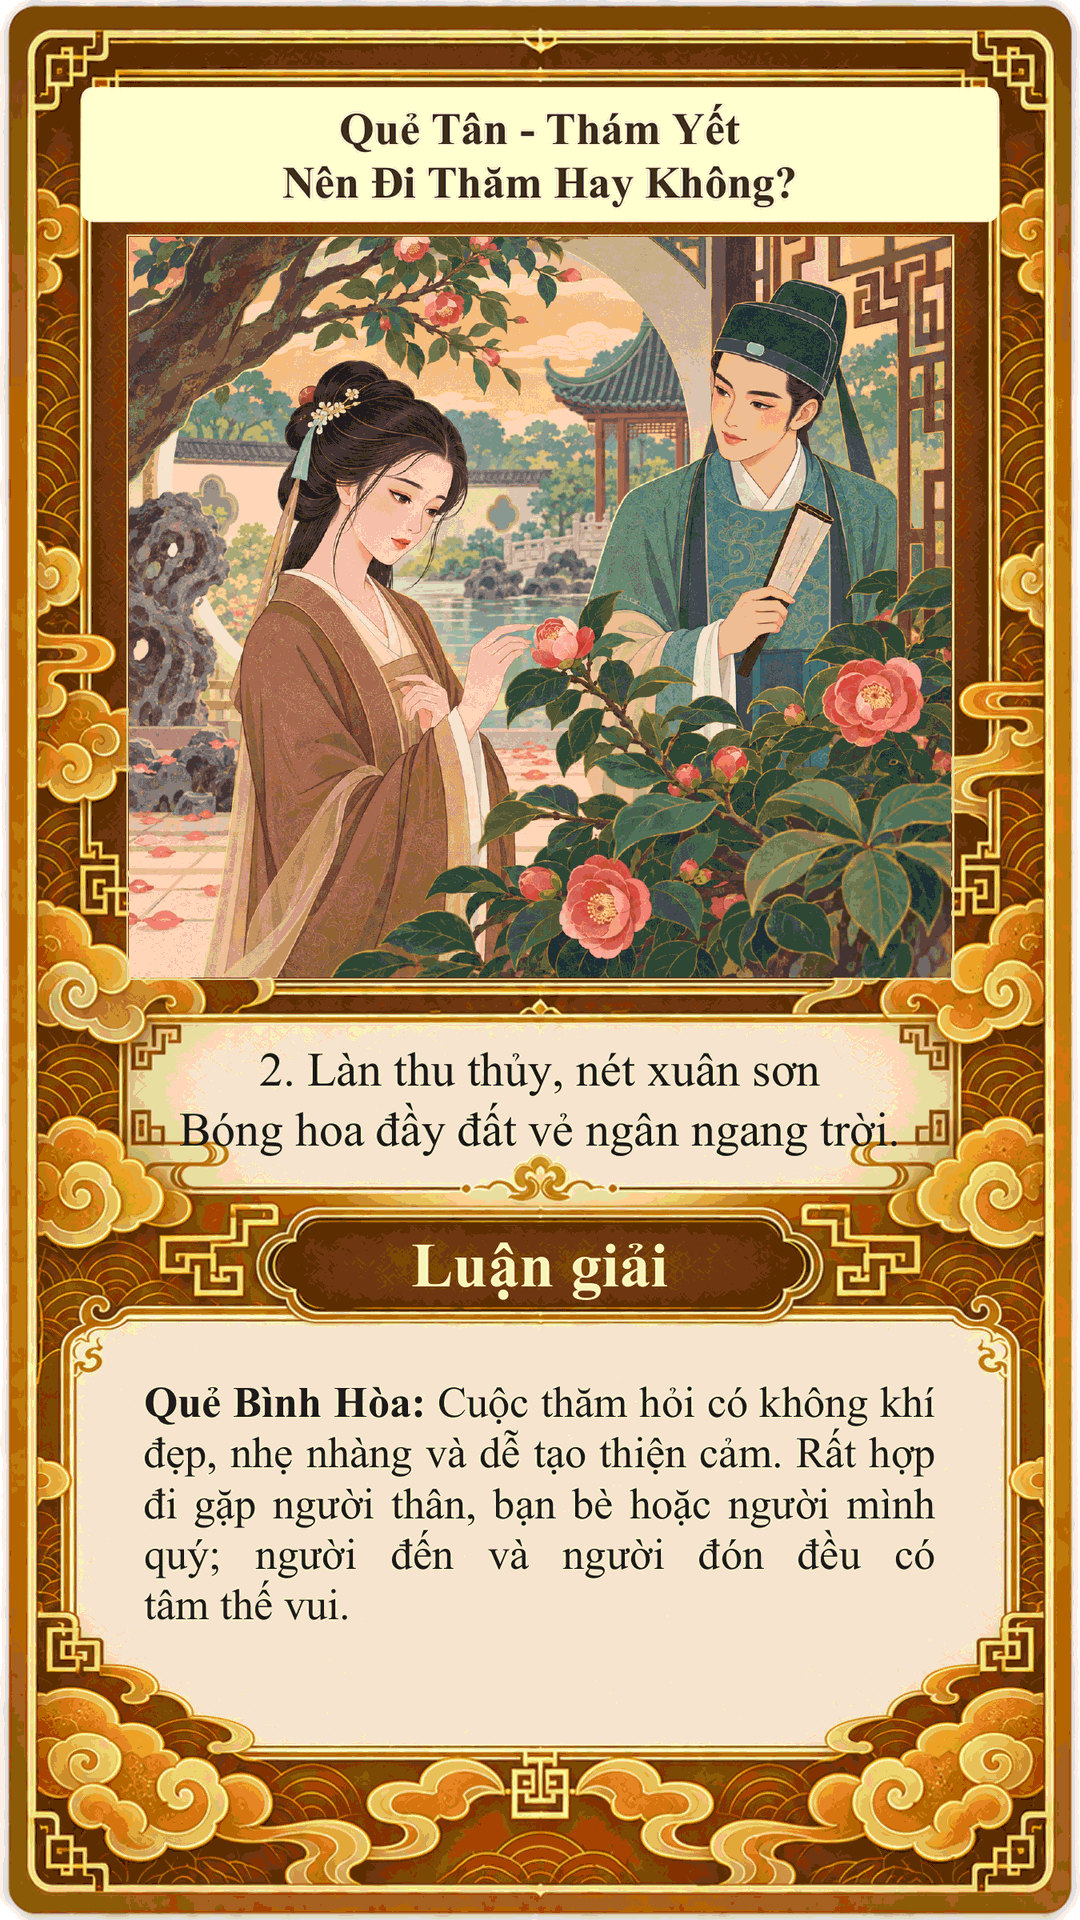 Quẻ Tân - Thám Yết
Nên Đi Thăm Hay Không?
2. Làn thu thủy, nét xuân sơn
Bóng hoa đầy đất vẻ ngân ngang trời.
Luận giải
Quẻ Bình Hòa: Cuộc thăm hỏi có không khí
đẹp, nhẹ nhàng và dễ tạo thiện cảm. Rất hợp
đi gặp người thân, bạn bè hoặc người mình
quý; người đến và người đón đều có
tâm thế vui.